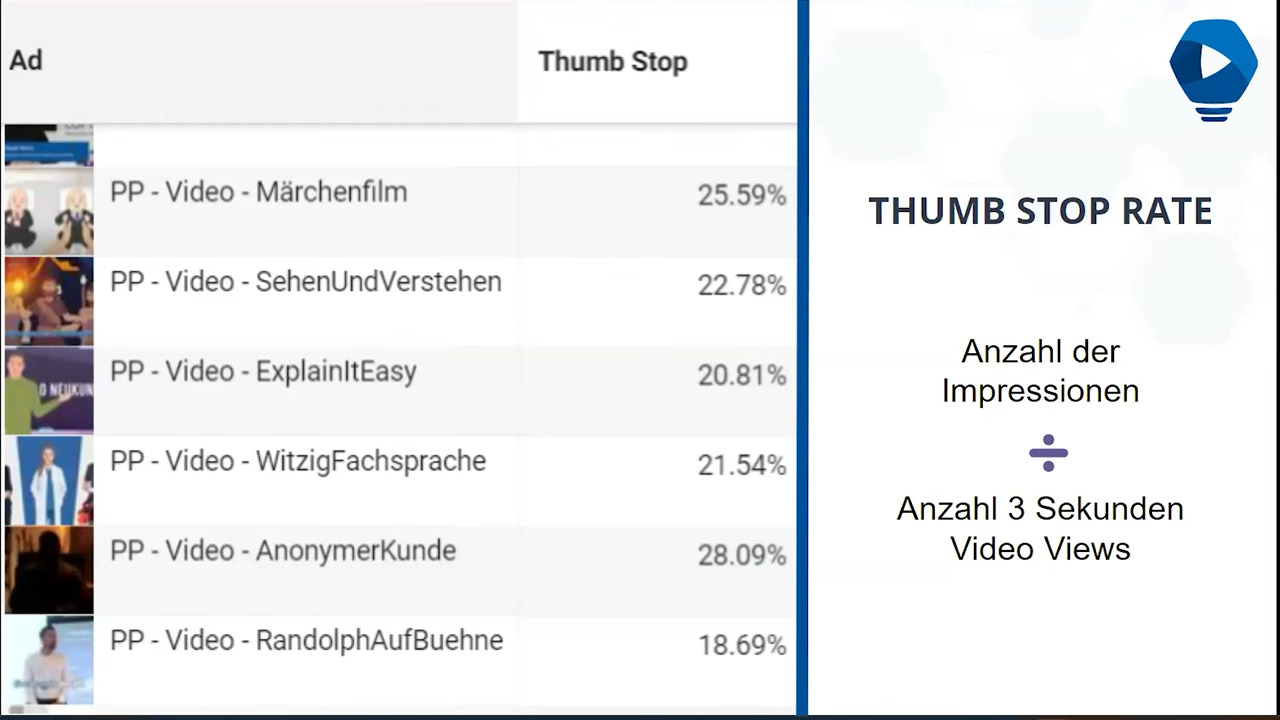 Ad
Thumb Stop
PP - Video - Märchenfilm
25.59%
PP - Video - SehenUndVerstehen
22.78%
PP - Video - ExplainItEasy
20.81%
PP - Video - WitzigFachsprache
21.54%
PP - Video - AnonymerKunde
28.09%
PP - Video - RandolphAufBuehne
18.69%
THUMB STOP RATE
Anzahl der
Impressionen
÷
Anzahl 3 Sekunden
Video Views